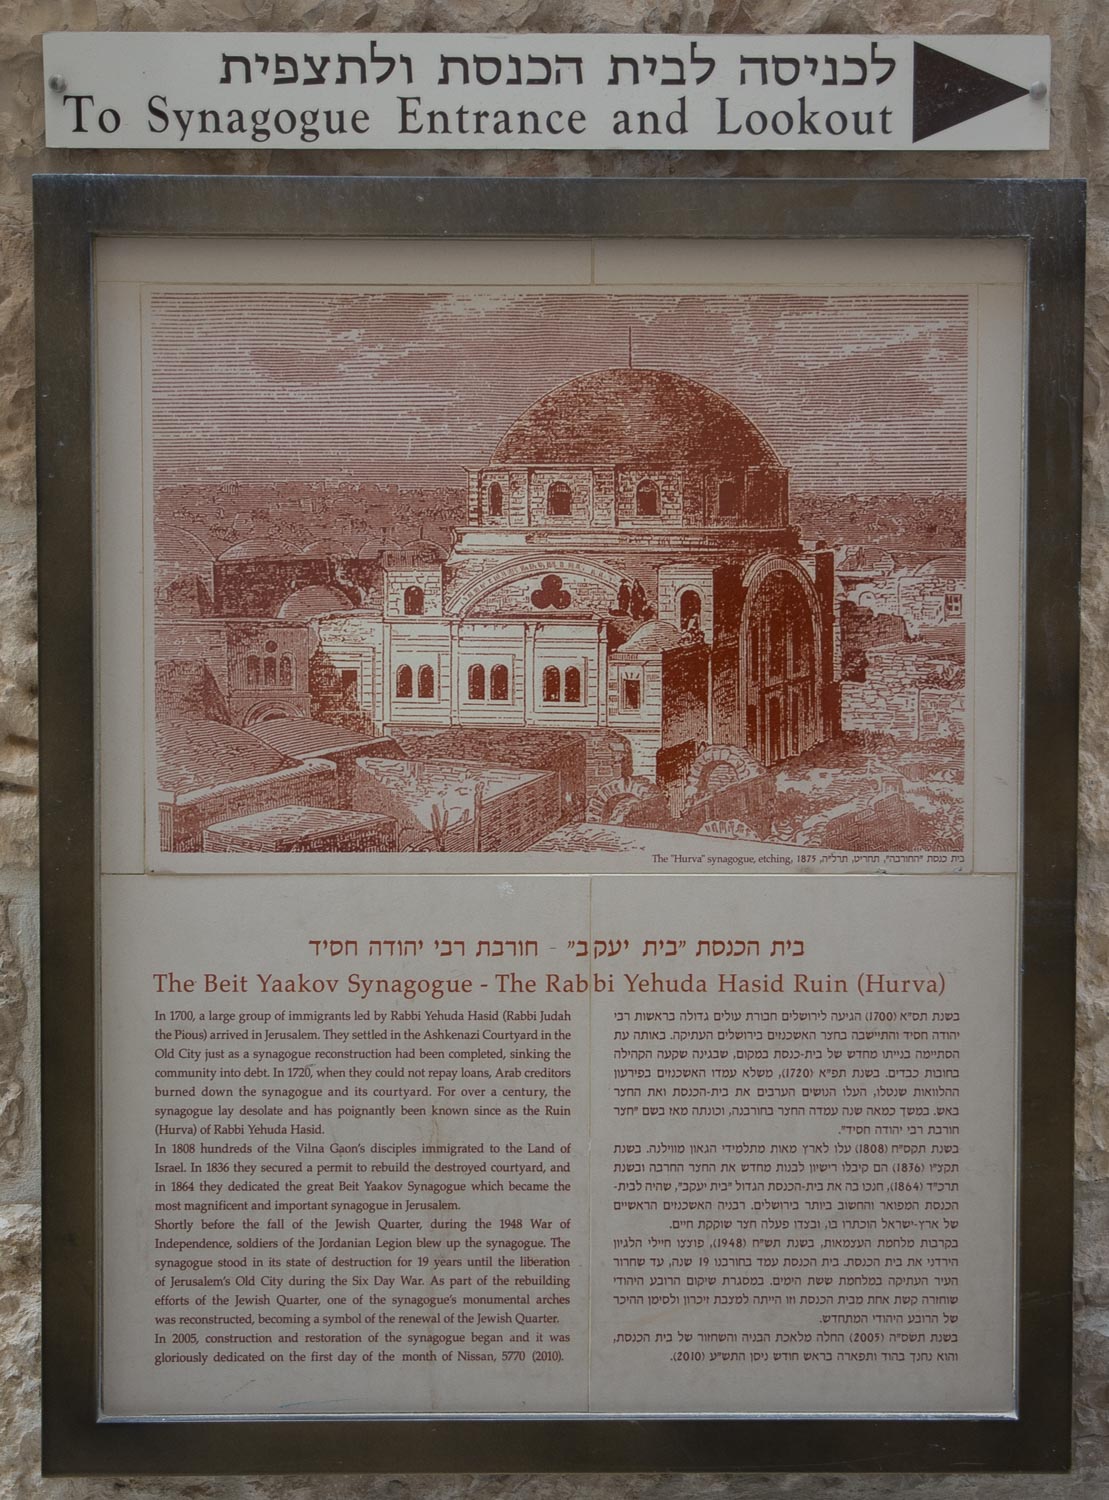 לכניסה לבית הכנסת ולתצפית
To Synagogue Entrance and Lookout
The "Hurva" synagogue, etching, 1875 בית כנסת "החורבה", תחריט, תרל"ה,
בית הכנסת "בית יעקב" - חורבת רבי יהודה חסיד
The Beit Yaakov Synagogue - The Rabbi Yehuda Hasid Ruin (Hurva)
In 1700, a large group of immigrants led by Rabbi Yehuda Hasid (Rabbi Judah
the Pious) arrived in Jerusalem. They settled in the Ashkenazi Courtyard in the
Old City just as a synagogue reconstruction had been completed, sinking the
community into debt. In 1720, when they could not repay loans, Arab creditors
burned down the synagogue and its courtyard. For over a century, the
synagogue lay desolate and has poignantly been known since as the Ruin
(Hurva) of Rabbi Yehuda Hasid.
In 1808 hundreds of the Vilna Gaon's disciples immigrated to the Land of
Israel. In 1836 they secured a permit to rebuild the destroyed courtyard, and
in 1864 they dedicated the great Beit Yaakov Synagogue which became the
most magnificent and important synagogue in Jerusalem.
Shortly before the fall of the Jewish Quarter, during the 1948 War of
Independence, soldiers of the Jordanian Legion blew up the synagogue. The
synagogue stood in its state of destruction for 19 years until the liberation
of Jerusalem's Old City during the Six Day War. As part of the rebuilding
efforts of the Jewish Quarter, one of the synagogue's monumental arches
was reconstructed, becoming a symbol of the renewal of the Jewish Quarter.
In 2005, construction and restoration of the synagogue began and it was
gloriously dedicated on the first day of the month of Nissan, 5770 (2010).
בשנת תס"א (1700) הגיעה לירושלים חבורת עולים גדולה בראשות רבי
יהודה חסיד והתיישבה בחצר האשכנזים בירושלים העתיקה. באותה עת
הסתיימה בנייתו מחדש של בית-כנסת במקום, שבגינה שקעה הקהילה
בחובות כבדים. בשנת תפ"א (1720), משלא עמדו האשכנזים בפירעון
ההלוואות שנטלו, העלו הנושים הערבים את בית-הכנסת ואת החצר
באש. במשך כמאה שנה עמדה החצר בחורבנה, וכונתה מאז בשם "חצר
חורבת רבי יהודה חסיד".
בשנת תקס"ח (1808) עלו לארץ מאות מתלמידי הגאון מווילנה. בשנת
תקצ"ו (1876) הם קיבלו רישיון לבנות מחדש את החצר החרבה ובשנת
תרכ"ד (1864), חנכו בה את בית-הכנסת הגדול "בית יעקב", שהיה לבית-
הכנסת המפואר והחשוב ביותר בירושלים. רבניה האשכנזים הראשיים
של ארץ-ישראל הוכתרו בו, ובצדו פעלה חצר שוקקת חיים.
בקרבות מלחמת העצמאות, בשנת תש"ח (1948), פוצצו חיילי הלגיון
הירדני את בית הכנסת. בית הכנסת עמד בחורבנו 19 שנה, עד שחרור
העיר העתיקה במלחמת ששת הימים. במסגרת שיקום הרובע היהודי
שוחזרה קשת אחת מבית הכנסת וזו הייתה למצבת זיכרון ולסימן ההיכר
של הרובע היהודי המתחדש.
בשנת תשס"ה (2005) החלה מלאכת הבניה והשחזור של בית הכנסת,
והוא נחנך בהוד ותפארה בראש חודש ניסן התש"ע (2010).